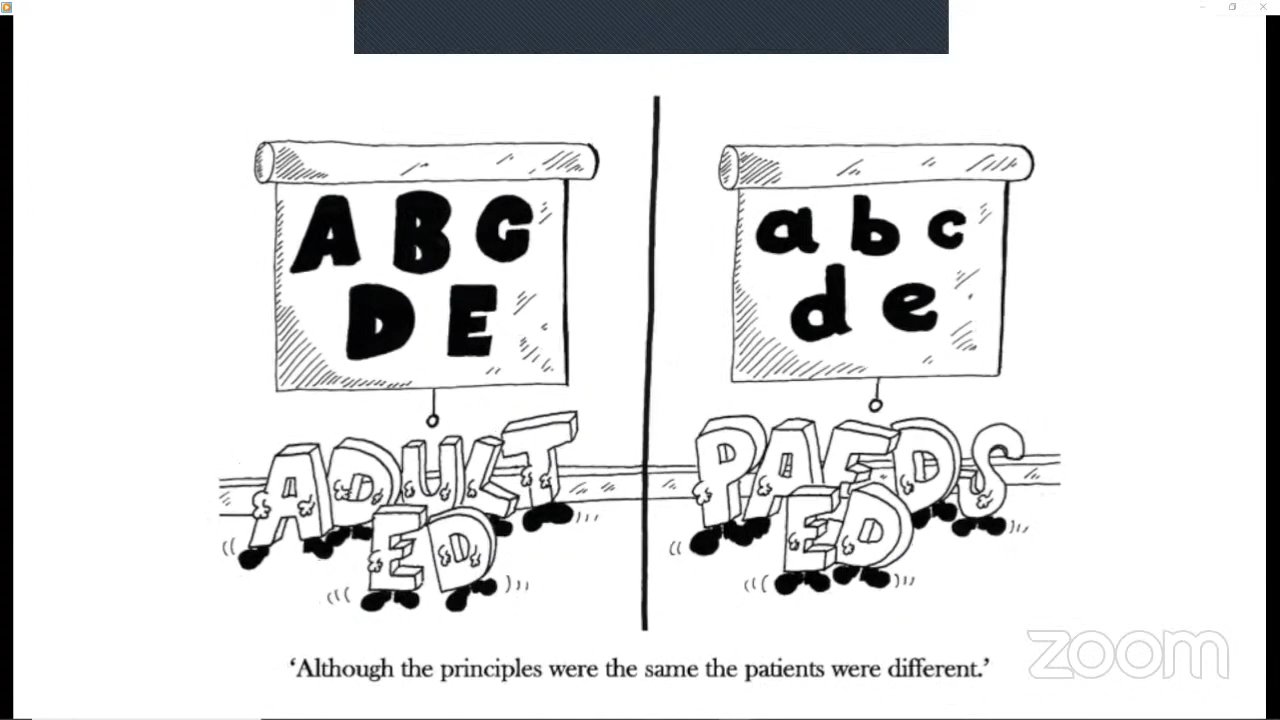 A B C
D E
ADULT
ED
a b c
d e
PAEDS
ED
‘Although the principles were the same the patients were different.’
zoom